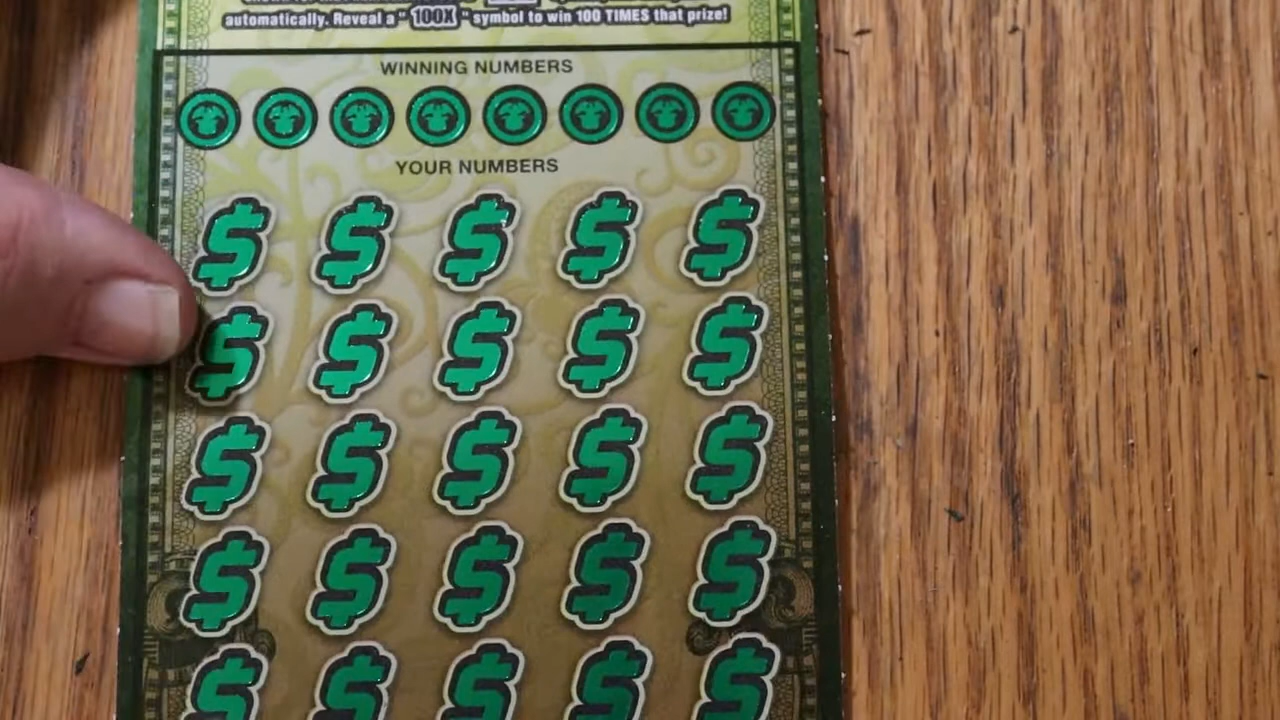 automatically. Reveal a "100X" symbol to win 100 TIMES that prize!
WINNING NUMBERS
YOUR NUMBERS